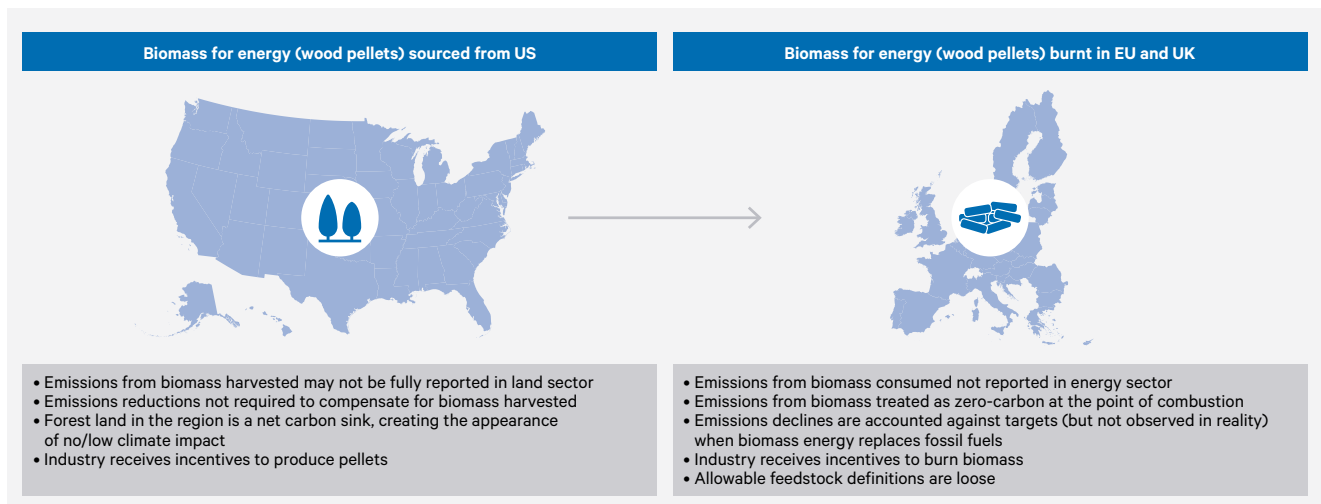 Biomass for energy (wood pellets) sourced from US
• Emissions from biomass harvested may not be fully reported in land sector
• Emissions reductions not required to compensate for biomass harvested
• Forest land in the region is a net carbon sink, creating the appearance
of no/low climate impact
• Industry receives incentives to produce pellets
Biomass for energy (wood pellets) burnt in EU and UK
• Emissions from biomass consumed not reported in energy sector
• Emissions from biomass treated as zero-carbon at the point of combustion
• Emissions declines are accounted against targets (but not observed in reality)
when biomass energy replaces fossil fuels
• Industry receives incentives to burn biomass
• Allowable feedstock definitions are loose